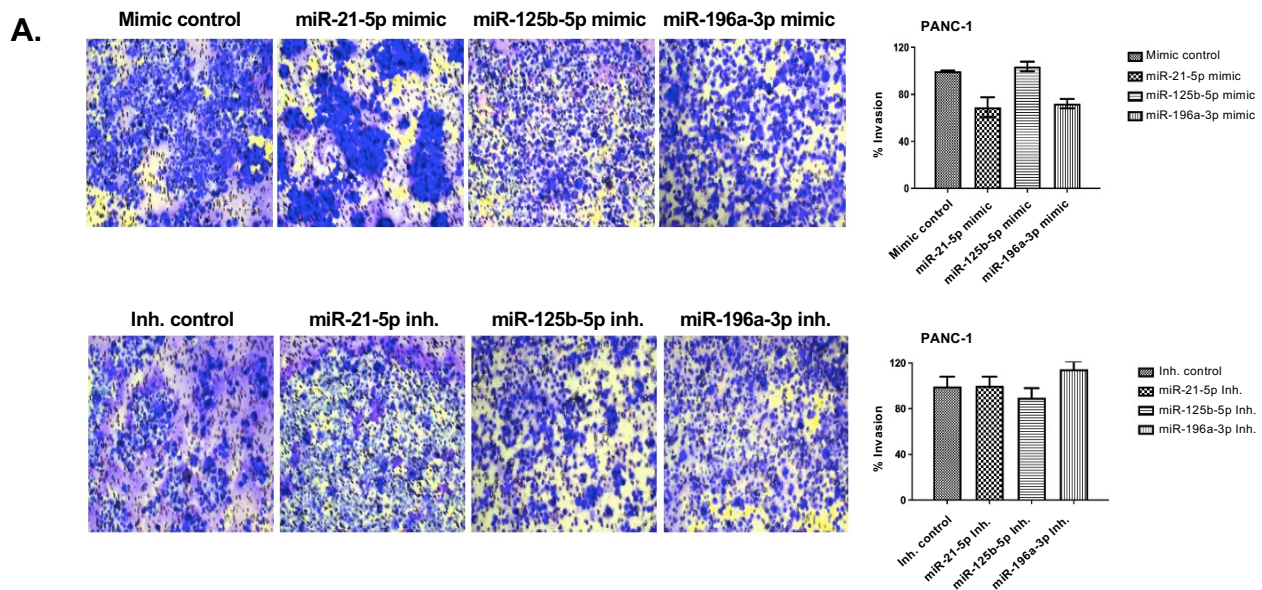 A.
Mimic control
miR-21-5p mimic
miR-125b-5p mimic
miR-196a-3p mimic
PANC-1
120
80
40
0
% Invasion
Mimic control
miR-21-5p mimic
miR-125b-5p mimic
miR-196a-3p mimic
Mimic control
miR-21-5p mimic
miR-125b-5p mimic
miR-196a-3p mimic
Inh. control
miR-21-5p inh.
miR-125b-5p inh.
miR-196a-3p inh.
PANC-1
120
80
40
0
% Invasion
Inh. control
miR-21-5p Inh.
miR-125b-5p Inh.
miR-196a-3p Inh.
Inh. control
miR-21-5p Inh.
miR-125b-5p Inh.
miR-196a-3p Inh.